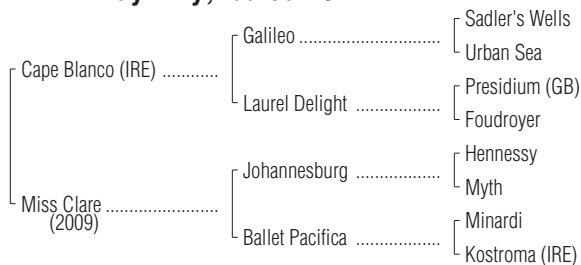 Sadler's Wells
Galileo ..........................................
Urban Sea
Cape Blanco (IRE) ............
Presidium (GB)
Laurel Delight .........................
Foudroyer
Hennessy
Johannesburg .........................
Myth
Miss Clare ........................
(2009)
Minardi
Ballet Pacifica .........................
Kostroma (IRE)